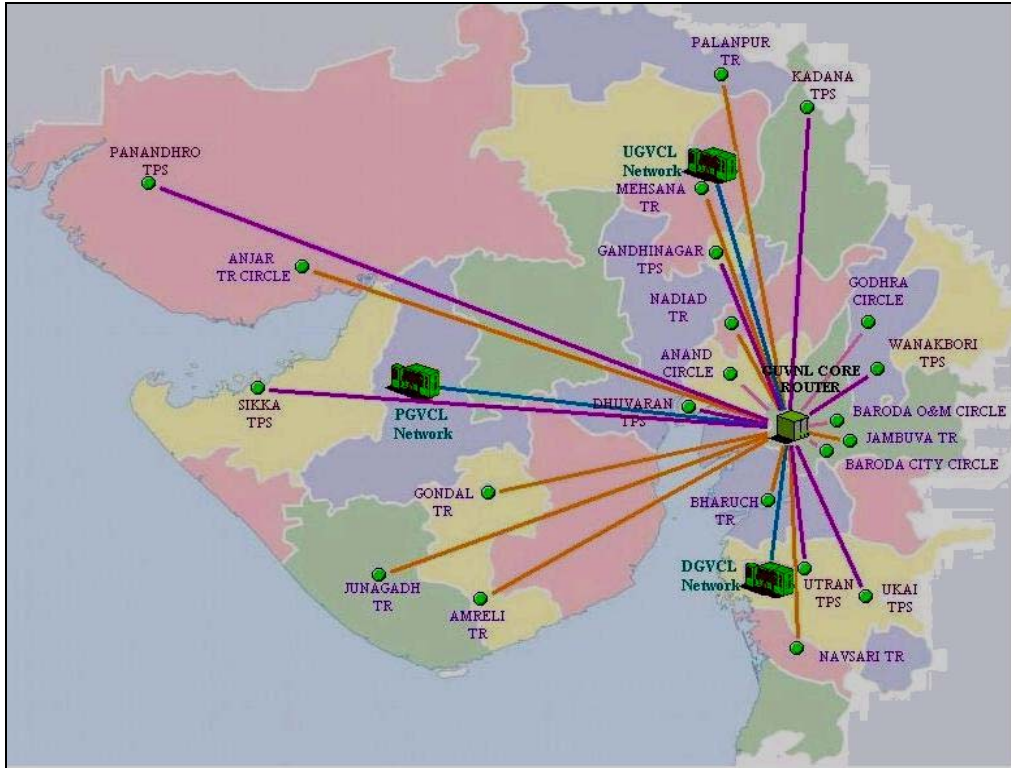 PALANPUR
TR
KADANA
TPS
PANANDHRO
TPS
UGVCL
Network
MEHSANA
TR
ANJAR
TR CIRCLE
GANDHINAGAR
TPS
GODHRA
CIRCLE
NADIAD
TR
WANAKBORI
TPS
ANAND
CIRCLE
GUVNL CORE
ROUTER
SIKKA
TPS
PGVCL
Network
DHUVARAN
TPS
BARODA O&M CIRCLE
JAMBUVA TR
BARODA CITY CIRCLE
GONDAL
TR
BHARUCH
TR
JUNAGADH
TR
AMRELI
TR
DGVCL
Network
UTRAN
TPS
UKAI
TPS
NAVSARI TR